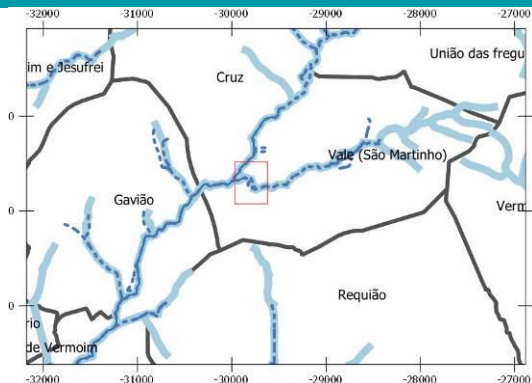 -32000 -31000 -30000 -29000 -28000 -27000
União das fregu
im e Jesufrei
Cruz
0
Vale (São Martinho)
Gavião
Verm
0
Requião
0
rio
de Vermoim
-32000 -31000 -30000 -29000 -28000 -27000